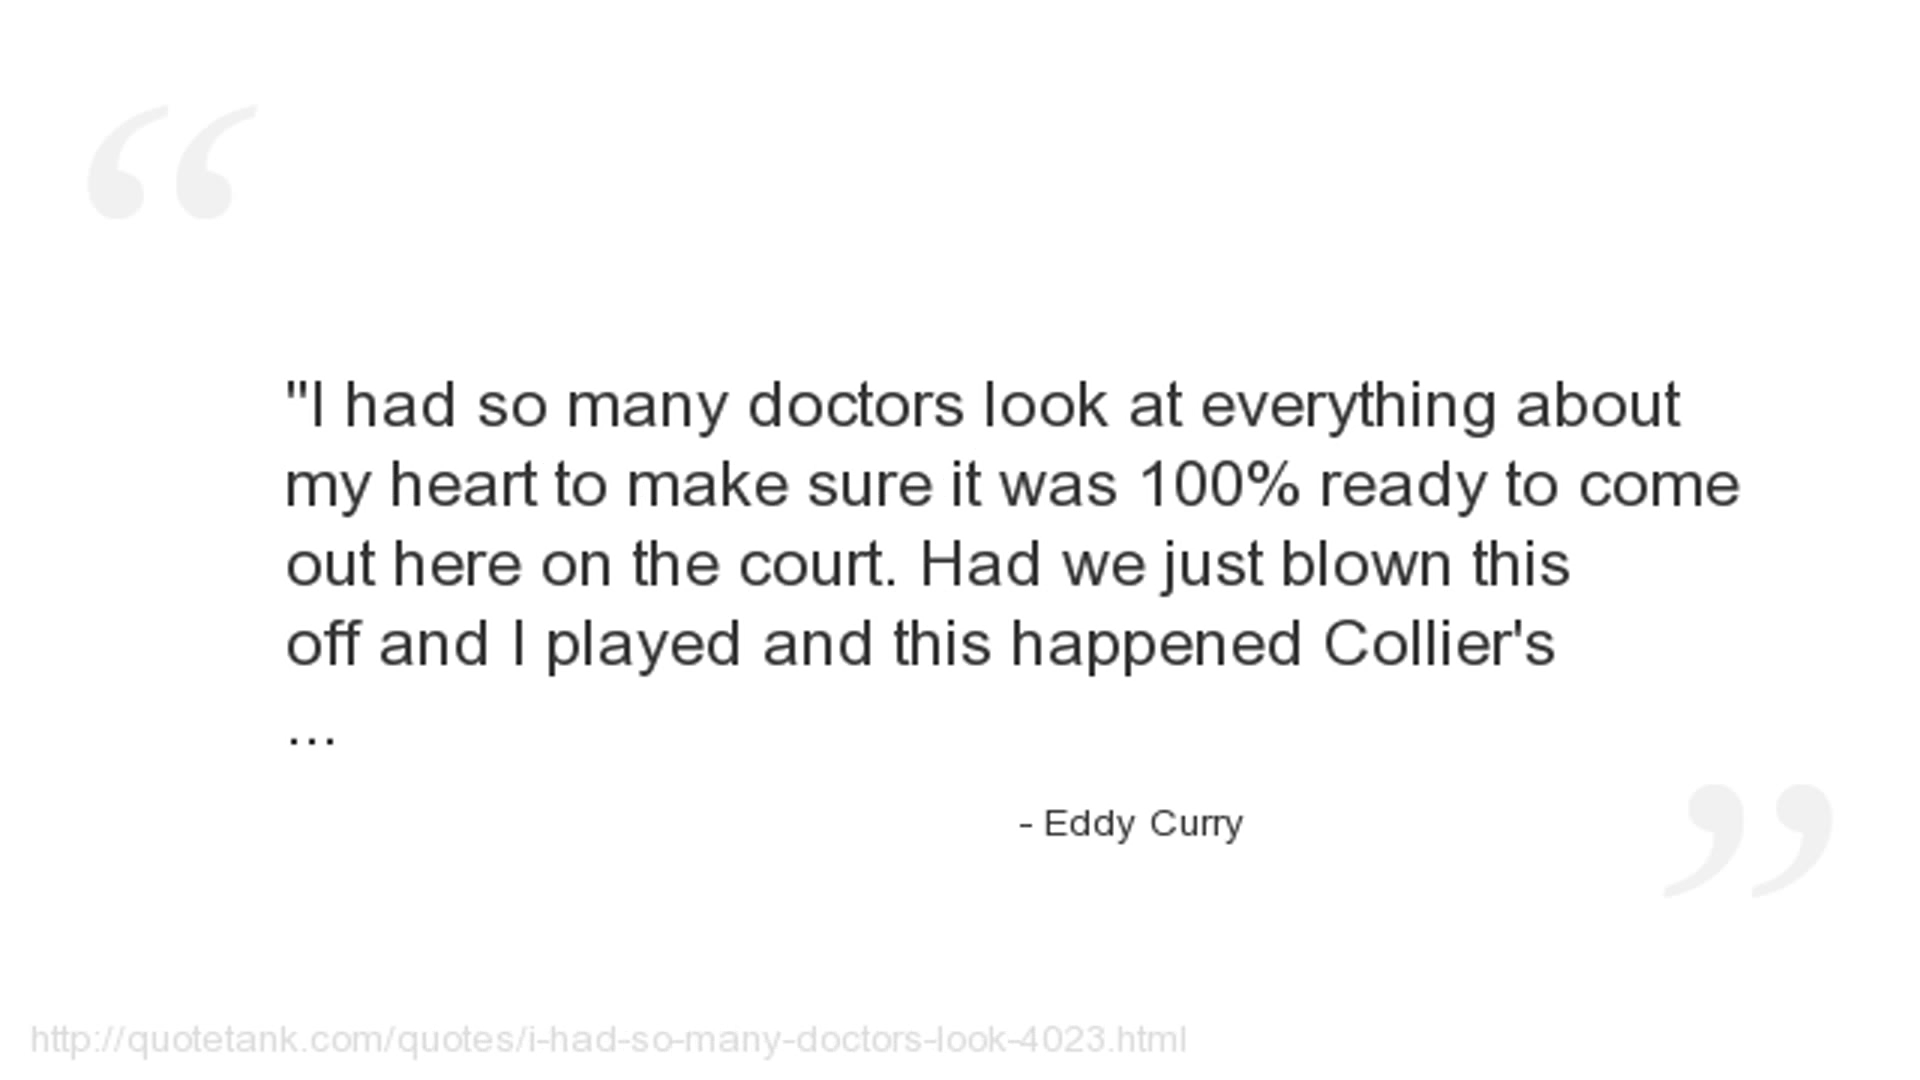 "I had so many doctors look at everything about
my heart to make sure it was 100% ready to come
out here on the court. Had we just blown this
off and I played and this happened Collier's
...
- Eddy Curry
http://quotetank.com/quotes/i-had-so-many-doctors-look-4023.html